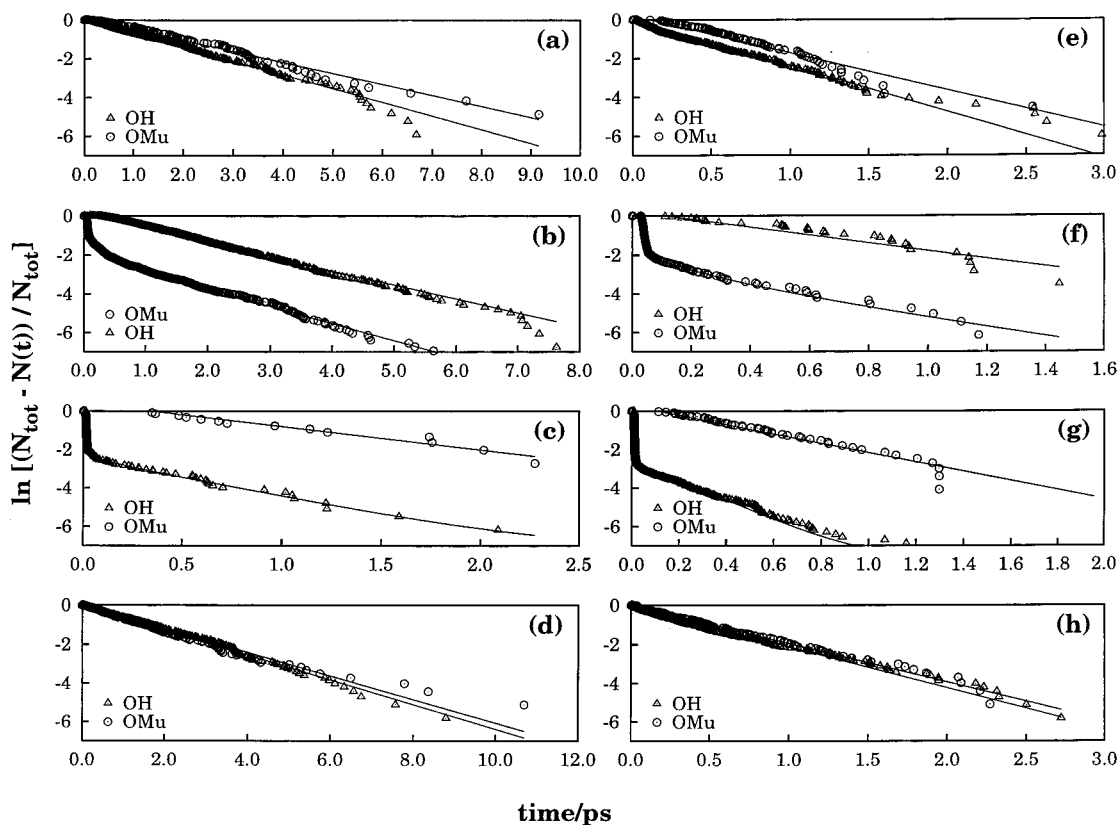 ln [(N_tot - N(t)) / N_tot]
0
-2
-4
-6
(a)
△ OH
⊙ OMu
0.0 1.0 2.0 3.0 4.0 5.0 6.0 7.0 8.0 9.0 10.0
0
-2
-4
-6
(e)
△ OH
⊙ OMu
0.0 0.5 1.0 1.5 2.0 2.5 3.0
0
-2
-4
-6
(b)
⊙ OMu
△ OH
0.0 1.0 2.0 3.0 4.0 5.0 6.0 7.0 8.0
0
-2
-4
-6
(f)
△ OH
⊙ OMu
0.0 0.2 0.4 0.6 0.8 1.0 1.2 1.4 1.6
0
-2
-4
-6
(c)
△ OH
⊙ OMu
0.0 0.5 1.0 1.5 2.0 2.5
0
-2
-4
-6
(g)
△ OH
⊙ OMu
0.0 0.2 0.4 0.6 0.8 1.0 1.2 1.4 1.6 1.8 2.0
0
-2
-4
-6
(d)
△ OH
⊙ OMu
0.0 2.0 4.0 6.0 8.0 10.0 12.0
0
-2
-4
-6
(h)
△ OH
⊙ OMu
0.0 0.5 1.0 1.5 2.0 2.5 3.0
time/ps